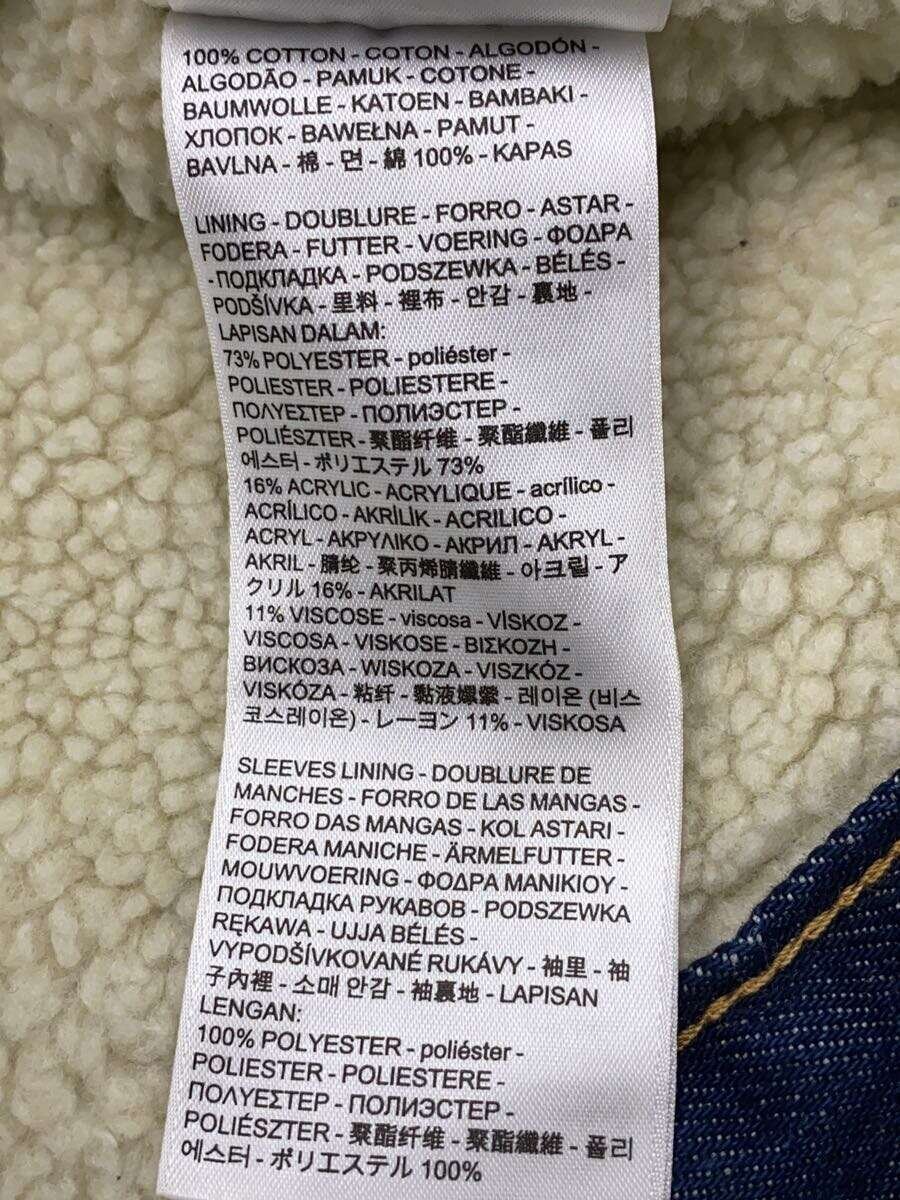 100% COTTON - COTON - ALGODÓN -
ALGODÃO - PAMUK - COTONE -
BAUMWOLLE - KATOEN - BAMBAKI -
ХЛОПОК - BAWEŁNA - PAMUT -
BAVLNA - 棉 - 면 - 綿 100% - KAPAS
LINING - DOUBLURE - FORRO - ASTAR -
FODERA - FUTTER - VOERING - ΦΟΔΡΑ
- ПОДКЛАДКА - PODSZEWKA - BÉLÉS -
PODŠÍVKA - 里料 - 裡布 - 안감 - 裏地 -
LAPISAN DALAM:
73% POLYESTER - poliéster -
POLIESTER - POLIESTERE -
ΠΟΛΥΕΣΤΕΡ - ПОЛИЭСТЕР -
POLIÉSZTER - 聚酯纤维 - 聚酯纖維 - 폴리
에스터 - ポリエステル 73%
16% ACRYLIC - ACRYLIQUE - acrílico -
ACRÍLICO - AKRİLİK - ACRILICO -
ACRYL - ΑΚΡΥΛΙΚΟ - АКРИЛ - AKRYL -
AKRIL - 腈纶 - 聚丙烯腈纖維 - 아크릴 - ア
クリル 16% - AKRILAT
11% VISCOSE - viscosa - VİSKOZ -
VISCOSA - VISKOSE - ΒΙΣΚΟΖΗ -
ВИСКОЗА - WISKOZA - VISZKÓZ -
VISKÓZA - 粘纤 - 黏液嫘縈 - 레이온 (비스
코스레이온) - レーヨン 11% - VISKOSA
SLEEVES LINING - DOUBLURE DE
MANCHES - FORRO DE LAS MANGAS -
FORRO DAS MANGAS - KOL ASTARI -
FODERA MANICHE - ÄRMELFUTTER -
MOUWVOERING - ΦΟΔΡΑ ΜΑΝΙΚΙΟΥ -
ПОДКЛАДКА РУКАВОВ - PODSZEWKA
RĘKAWA - UJJA BÉLÉS -
VYPODŠÍVKOVANÉ RUKÁVY - 袖里 - 袖
子內裡 - 소매 안감 - 袖裏地 - LAPISAN
LENGAN:
100% POLYESTER - poliéster -
POLIESTER - POLIESTERE -
ΠΟΛΥΕΣΤΕΡ - ПОЛИЭСТЕР -
POLIÉSZTER - 聚酯纤维 - 聚酯纖維 - 폴리
에스터 - ポリエステル 100%